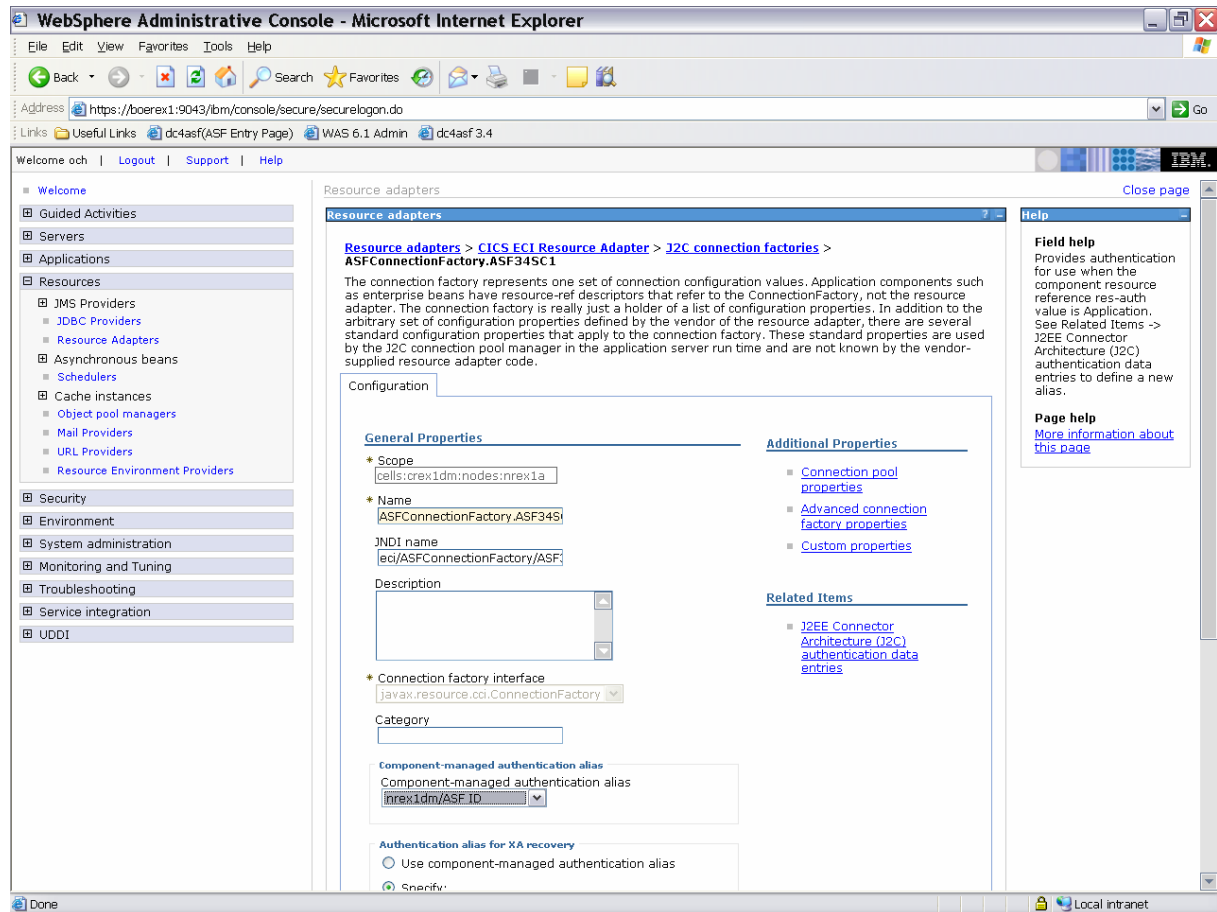 WebSphere Administrative Console - Microsoft Internet Explorer
File Edit View Favorites Tools Help
Back Search Favorites
Address https://boerex1:9043/ibm/console/secure/securelogon.do Go
Links Useful Links dc4asf(ASF Entry Page) WAS 6.1 Admin dc4asf 3.4
Welcome och | Logout | Support | Help IBM.
Welcome
Guided Activities
Servers
Applications
Resources
JMS Providers
JDBC Providers
Resource Adapters
Asynchronous beans
Schedulers
Cache instances
Object pool managers
Mail Providers
URL Providers
Resource Environment Providers
Security
Environment
System administration
Monitoring and Tuning
Troubleshooting
Service integration
UDDI
Resource adapters Close page
Resource adapters ? -
Resource adapters > CICS ECI Resource Adapter > J2C connection factories >
ASFConnectionFactory.ASF34SC1
The connection factory represents one set of connection configuration values. Application components such
as enterprise beans have resource-ref descriptors that refer to the ConnectionFactory, not the resource
adapter. The connection factory is really just a holder of a list of configuration properties. In addition to the
arbitrary set of configuration properties defined by the vendor of the resource adapter, there are several
standard configuration properties that apply to the connection factory. These standard properties are used
by the J2C connection pool manager in the application server run time and are not known by the vendor-
supplied resource adapter code.
Configuration
General Properties
* Scope
cells:crex1dm:nodes:nrex1a
* Name
ASFConnectionFactory.ASF34S
JNDI name
eci/ASFConnectionFactory/ASF
Description
* Connection factory interface
javax.resource.cci.ConnectionFactory
Category
Component-managed authentication alias
Component-managed authentication alias
nrex1dm/ASF ID
Authentication alias for XA recovery
Use component-managed authentication alias
Specify:
Additional Properties
Connection pool
properties
Advanced connection
factory properties
Custom properties
Related Items
J2EE Connector
Architecture (J2C)
authentication data
entries
Help -
Field help
Provides authentication
for use when the
component resource
reference res-auth
value is Application.
See Related Items ->
J2EE Connector
Architecture (J2C)
authentication data
entries to define a new
alias.
Page help
More information about
this page
Done Local intranet